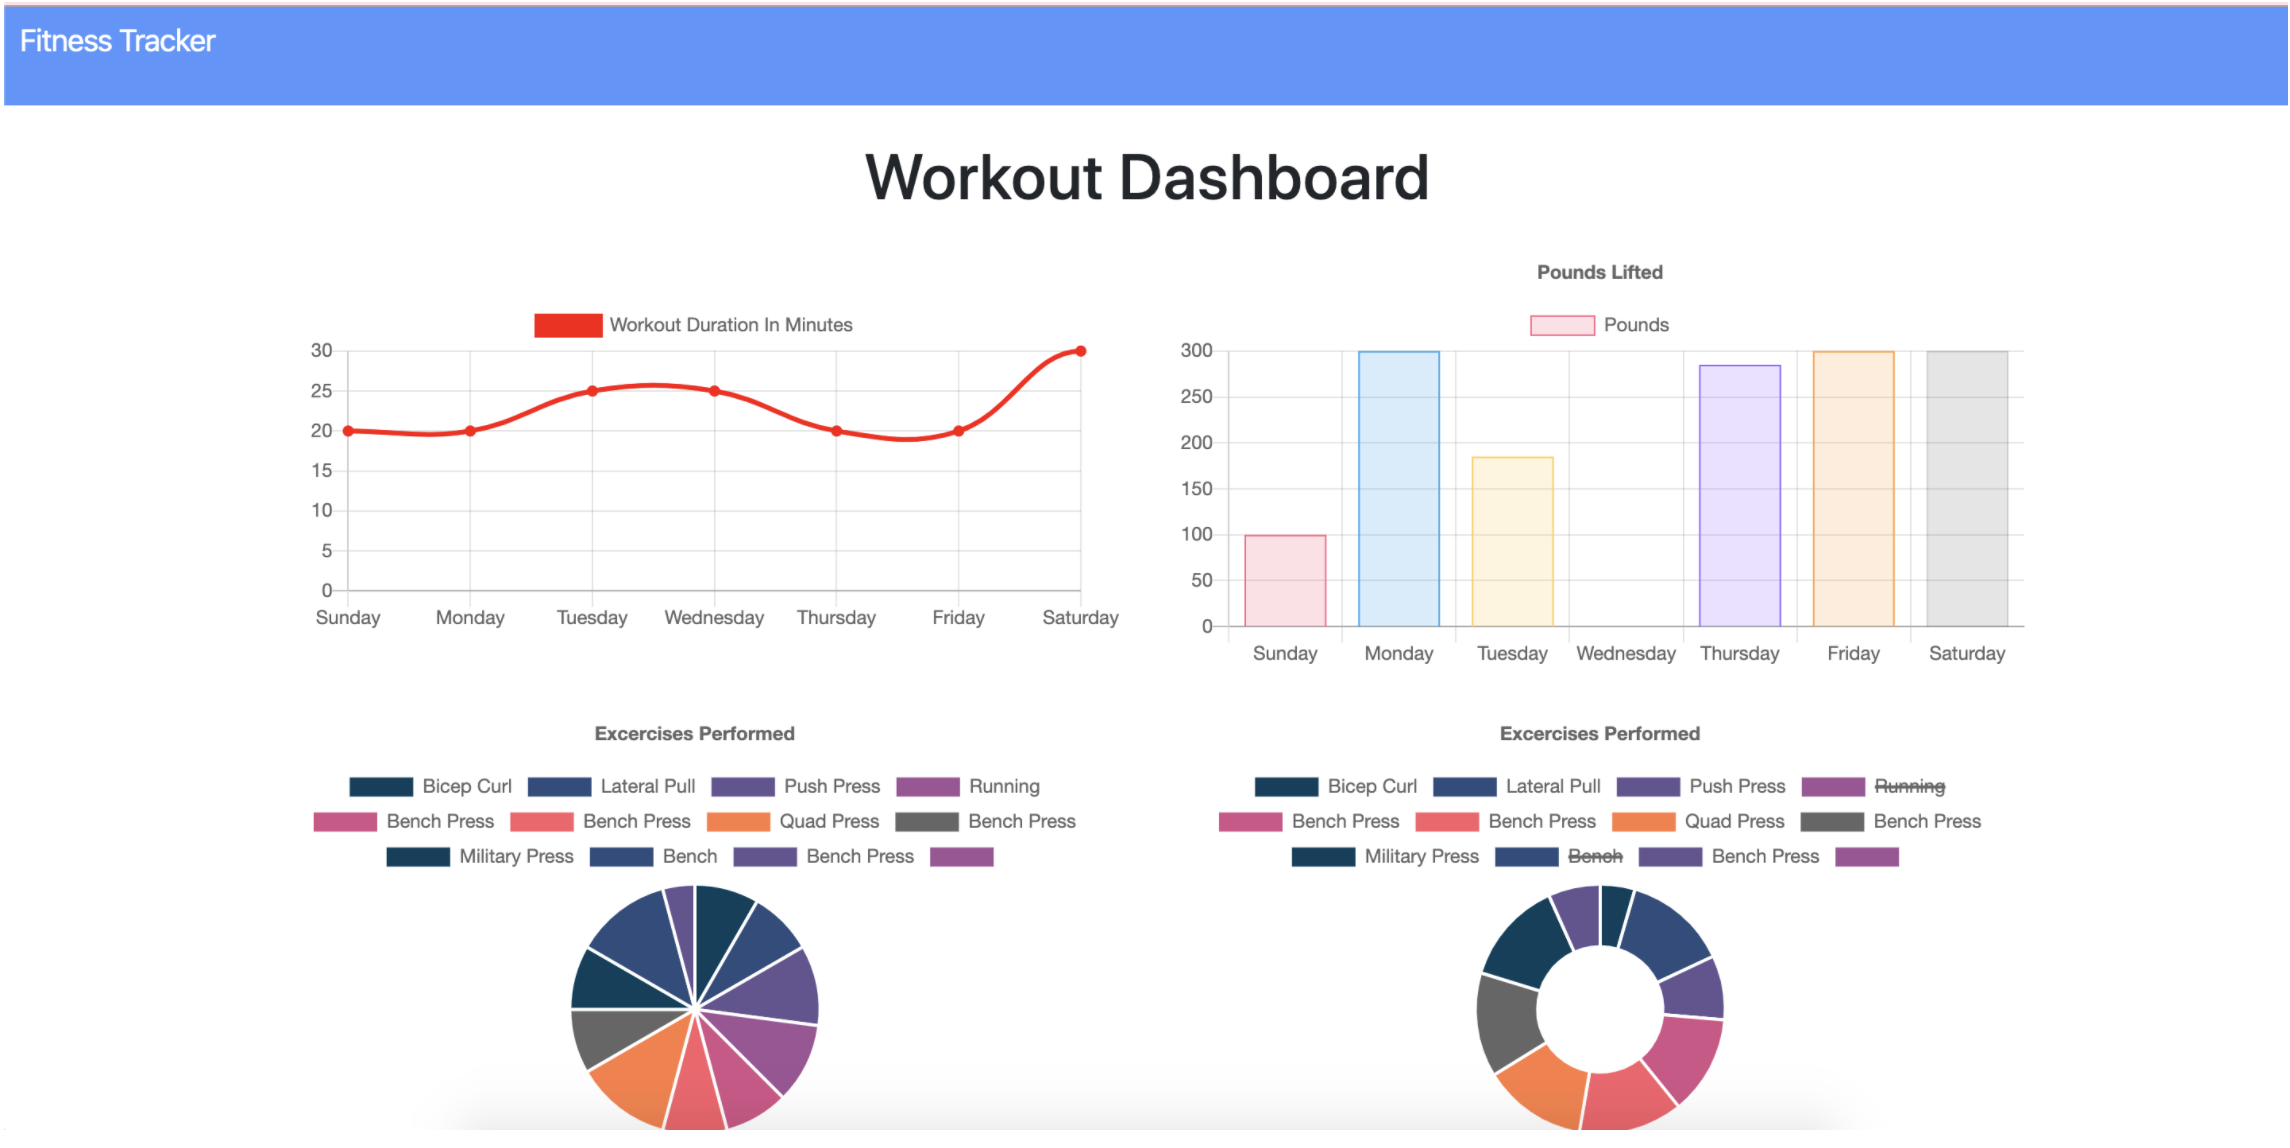 Fitness Tracker
Workout Dashboard
Workout Duration In Minutes
30
25
20
15
10
5
0
Sunday Monday Tuesday Wednesday Thursday Friday Saturday
Pounds Lifted
Pounds
300
250
200
150
100
50
0
Sunday Monday Tuesday Wednesday Thursday Friday Saturday
Excercises Performed
Bicep Curl Lateral Pull Push Press Running
Bench Press Bench Press Quad Press Bench Press
Military Press Bench Bench Press
Excercises Performed
Bicep Curl Lateral Pull Push Press Running
Bench Press Bench Press Quad Press Bench Press
Military Press Bench Bench Press